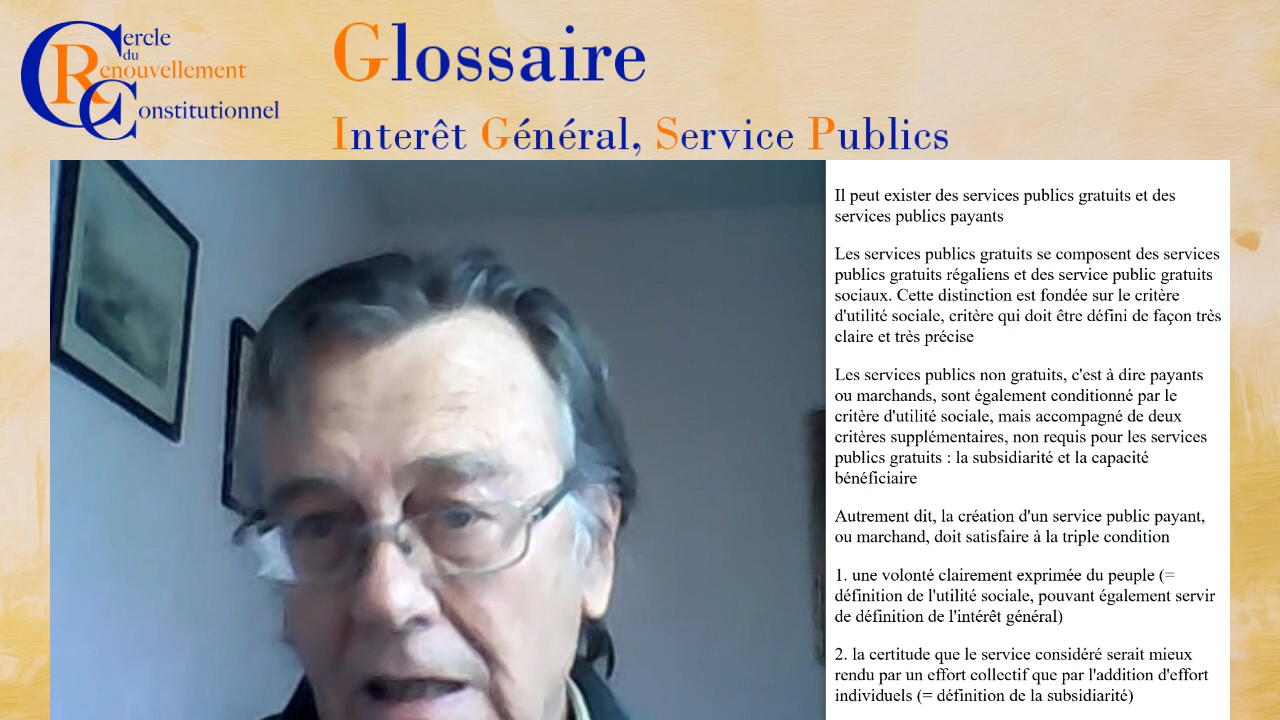 Cercle
du
Renouvellement
Constitutionnel
Glossaire
Interêt Général, Service Publics
Il peut exister des services publics gratuits et des
services publics payants
Les services publics gratuits se composent des services
publics gratuits régaliens et des service public gratuits
sociaux. Cette distinction est fondée sur le critère
d'utilité sociale, critère qui doit être défini de façon très
claire et très précise
Les services publics non gratuits, c'est à dire payants
ou marchands, sont également conditionné par le
critère d'utilité sociale, mais accompagné de deux
critères supplémentaires, non requis pour les services
publics gratuits : la subsidiarité et la capacité
bénéficiaire
Autrement dit, la création d'un service public payant,
ou marchand, doit satisfaire à la triple condition
1. une volonté clairement exprimée du peuple (=
définition de l'utilité sociale, pouvant également servir
de définition de l'intérêt général)
2. la certitude que le service considéré serait mieux
rendu par un effort collectif que par l'addition d'effort
individuels (= définition de la subsidiarité)